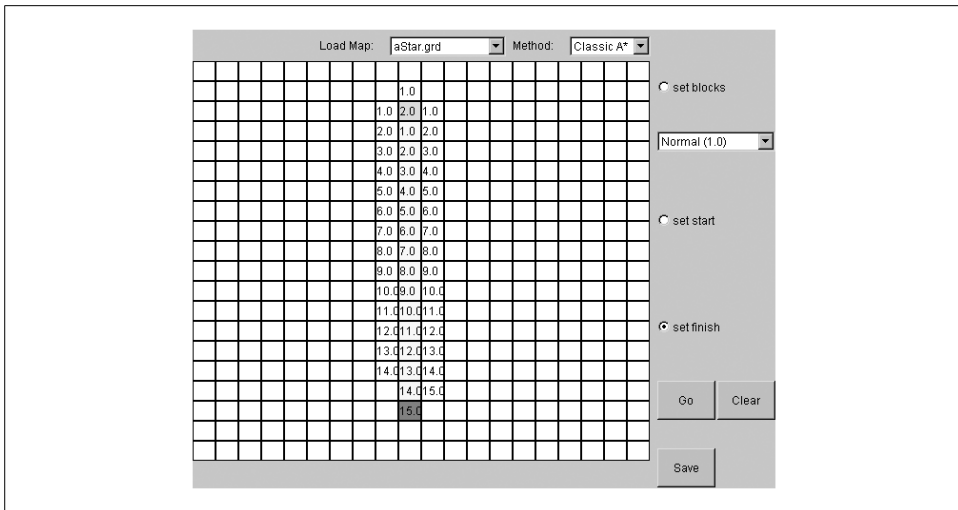 Load Map: aStar.grd Method: Classic A*
1.0
set blocks
1.0 2.0 1.0
2.0 1.0 2.0
Normal (1.0)
3.0 2.0 3.0
4.0 3.0 4.0
5.0 4.0 5.0
6.0 5.0 6.0
set start
7.0 6.0 7.0
8.0 7.0 8.0
9.0 8.0 9.0
10.0 9.0 10.0
11.0 10.0 11.0
12.0 11.0 12.0
set finish
13.0 12.0 13.0
14.0 13.0 14.0
14.0 15.0
Go Clear
15.0
Save